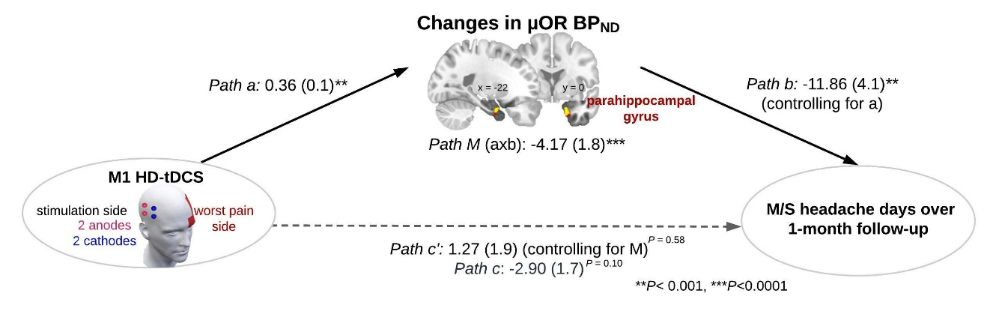 Changes in µOR BPND
Path a: 0.36 (0.1)**
x = -22
y = 0
parahippocampal
gyrus
Path b: -11.86 (4.1)**
(controlling for a)
Path M (axb): -4.17 (1.8)***
M1 HD-tDCS
stimulation side
2 anodes
2 cathodes
worst pain
side
M/S headache days over
1-month follow-up
Path c': 1.27 (1.9) (controlling for M) P = 0.58
Path c: -2.90 (1.7) P = 0.10
**P< 0.001, ***P<0.0001